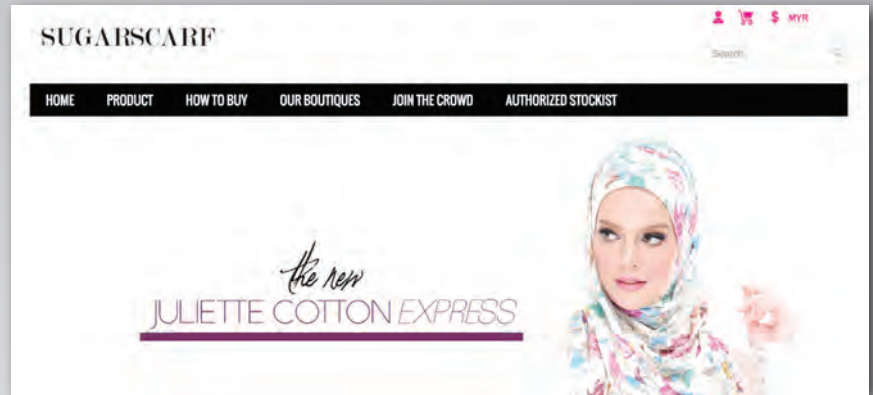 SUGARSCARF
$ MYR
Search
HOME PRODUCT HOW TO BUY OUR BOUTIQUES JOIN THE CROWD AUTHORIZED STOCKIST
the new
JULIETTE COTTON EXPRESS